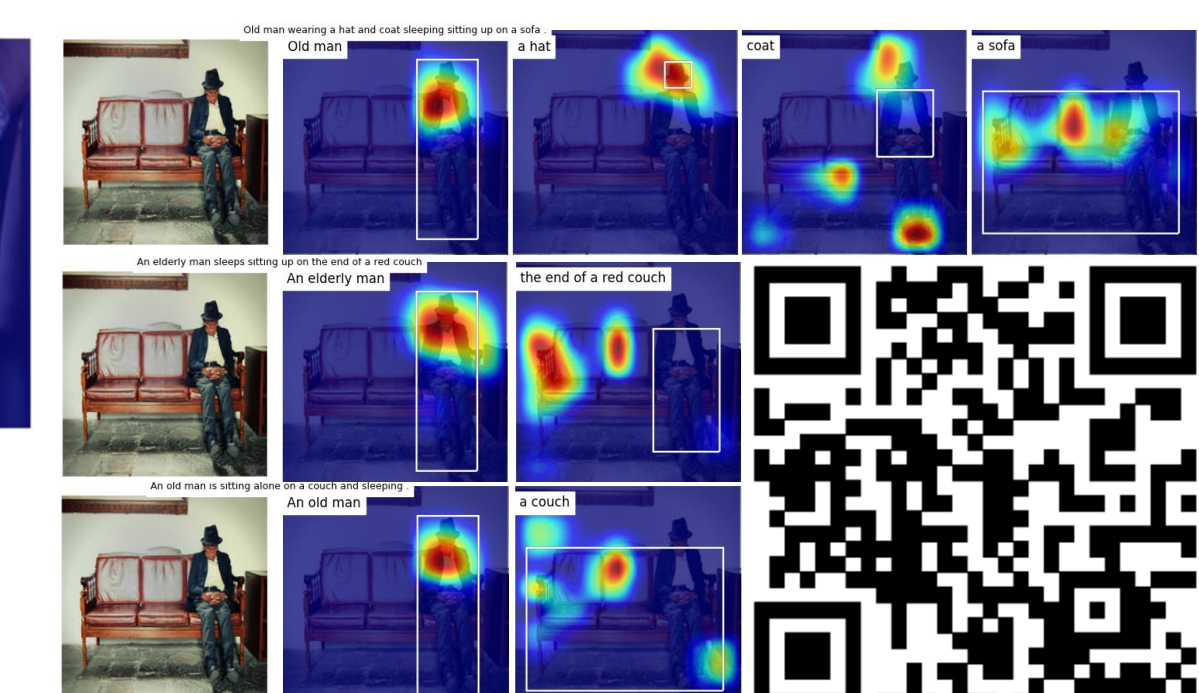 Old man wearing a hat and coat sleeping sitting up on a sofa .
Old man
a hat
coat
a sofa
An elderly man sleeps sitting up on the end of a red couch
An elderly man
the end of a red couch
An old man is sitting alone on a couch and sleeping .
An old man
a couch